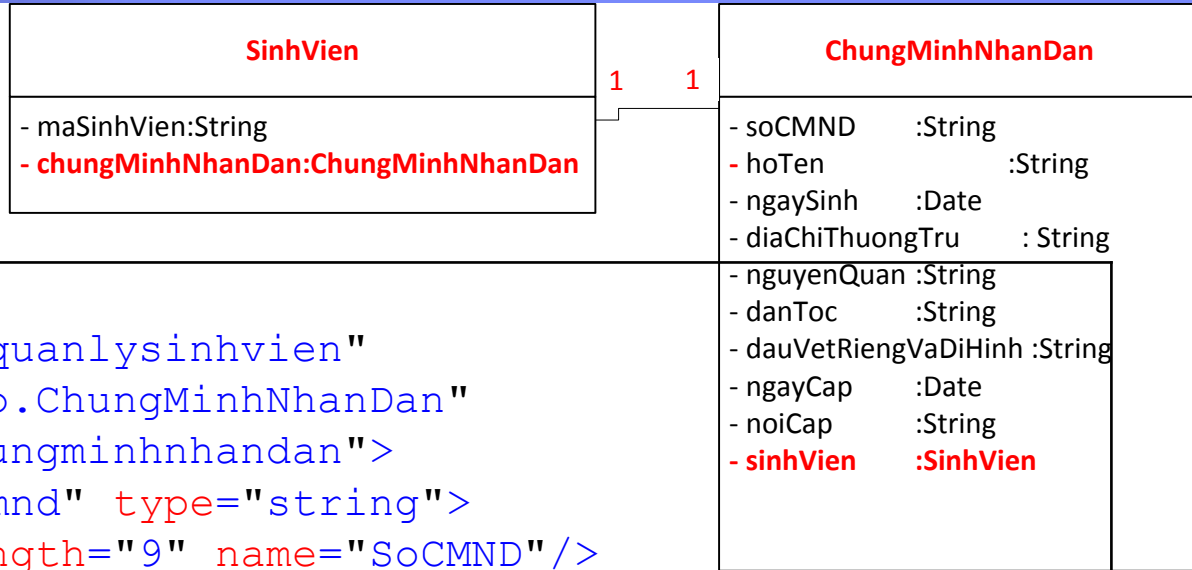 SinhVien
- maSinhVien:String
- chungMinhNhanDan:ChungMinhNhanDan
1 1
ChungMinhNhanDan
- soCMND :String
- hoTen :String
- ngaySinh :Date
- diaChiThuongTru : String
- nguyenQuan :String
- danToc :String
- dauVetRiengVaDiHinh :String
- ngayCap :Date
- noiCap :String
- sinhVien :SinhVien
quanlysinhvien"
o.ChungMinhNhanDan"
ungminhnhandan">
mnd" type="string">
ngth="9" name="SoCMND"/>